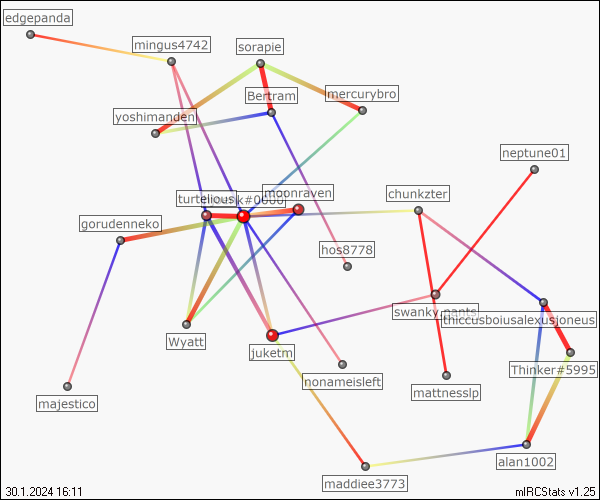 edgepanda
mingus4742
sorapie
Bertram
mercurybro
yoshimanden
neptune01
turtelious
#0000
moonraven
chunkzter
gorudenneko
hos8778
swanky_pants
thiccusboiusalexusjoneus
Wyatt
juketm
Thinker#5995
nonameisleft
mattnesslp
majestico
alan1002
maddiee3773
30.1.2024 16:11
mIRCStats v1.25